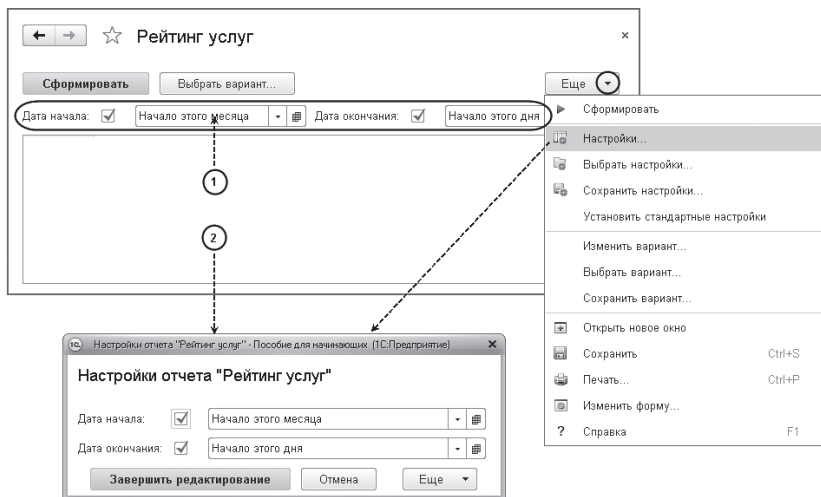 Рейтинг услуг
Сформировать
Выбрать вариант...
Еще
Дата начала:
Начало этого месяца
Дата окончания:
Начало этого дня
1
2
Сформировать
Настройки...
Выбрать настройки...
Сохранить настройки...
Установить стандартные настройки
Изменить вариант...
Выбрать вариант...
Сохранить вариант...
Открыть новое окно
Сохранить Ctrl+S
Печать... Ctrl+P
Изменить форму...
? Справка F1
1С Настройки отчета "Рейтинг услуг" - Пособие для начинающих (1С:Предприятие)
Настройки отчета "Рейтинг услуг"
Дата начала: Начало этого месяца
Дата окончания: Начало этого дня
Завершить редактирование
Отмена
Еще